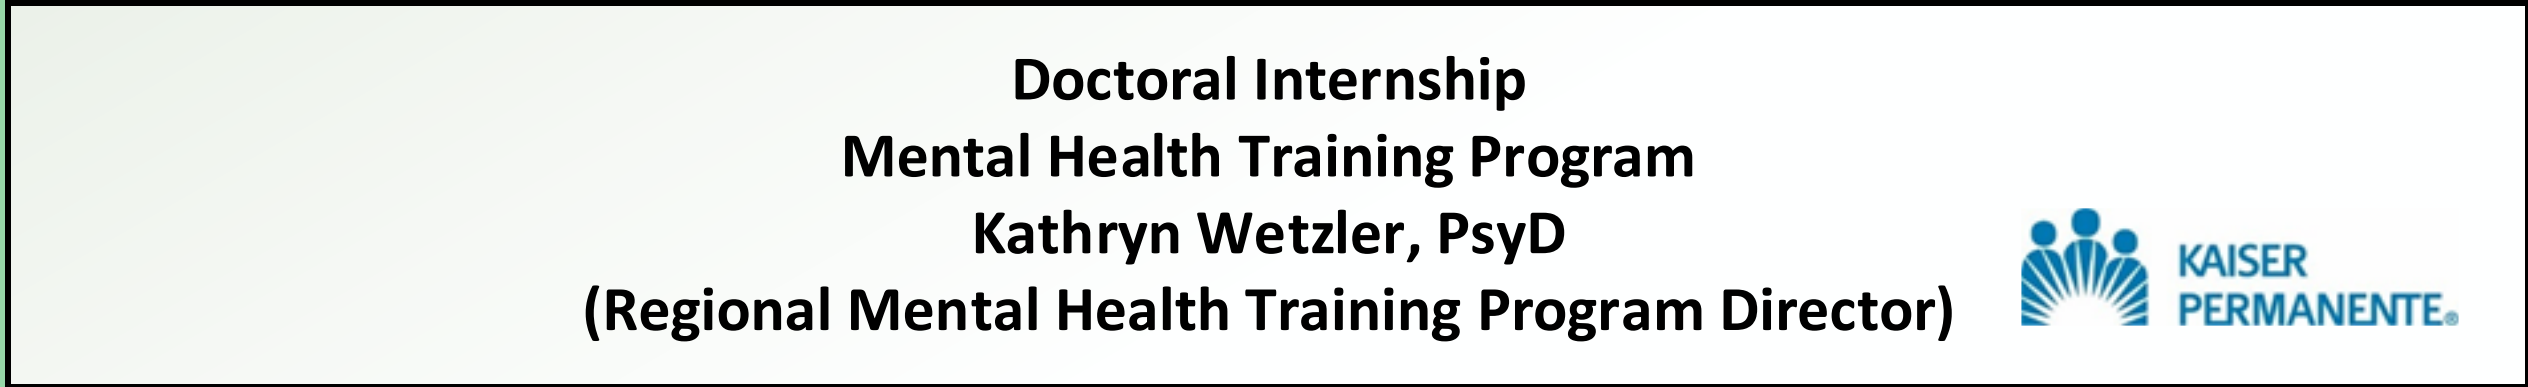 Doctoral Internship
Mental Health Training Program
Kathryn Wetzler, PsyD
(Regional Mental Health Training Program Director)
KAISER
PERMANENTE®